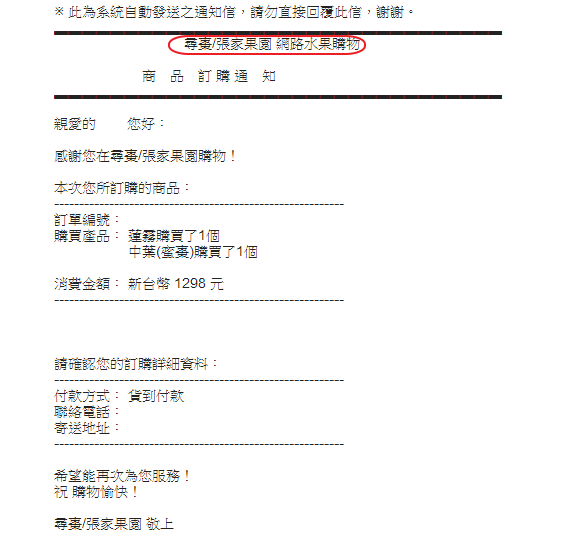 ※ 此為系統自動發送之通知信，請勿直接回覆此信，謝謝。
尋棗/張家果園 網路水果購物
商 品 訂 購 通 知
親愛的 您好：
感謝您在尋棗/張家果園購物！
本次您所訂購的商品：
----------------------------------------------------------
訂單編號：
購買產品： 蓮霧購買了1個
中葉(蜜棗)購買了1個
消費金額： 新台幣 1298 元
----------------------------------------------------------
請確認您的訂購詳細資料：
----------------------------------------------------------
付款方式： 貨到付款
聯絡電話：
寄送地址：
----------------------------------------------------------
希望能再次為您服務！
祝 購物愉快！
尋棗/張家果園 敬上